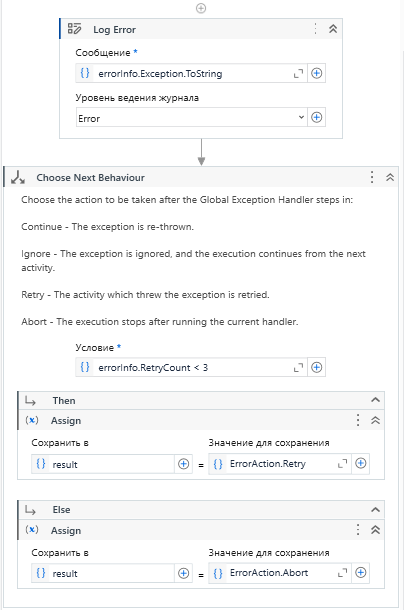 Log Error
Сообщение *
errorInfo.Exception.ToString
Уровень ведения журнала
Error
Choose Next Behaviour
Choose the action to be taken after the Global Exception Handler steps in:
Continue - The exception is re-thrown.
Ignore - The exception is ignored, and the execution continues from the next
activity.
Retry - The activity which threw the exception is retried.
Abort - The execution stops after running the current handler.
Условие *
errorInfo.RetryCount < 3
Then
Assign
Сохранить в Значение для сохранения
result = ErrorAction.Retry
Else
Assign
Сохранить в Значение для сохранения
result = ErrorAction.Abort